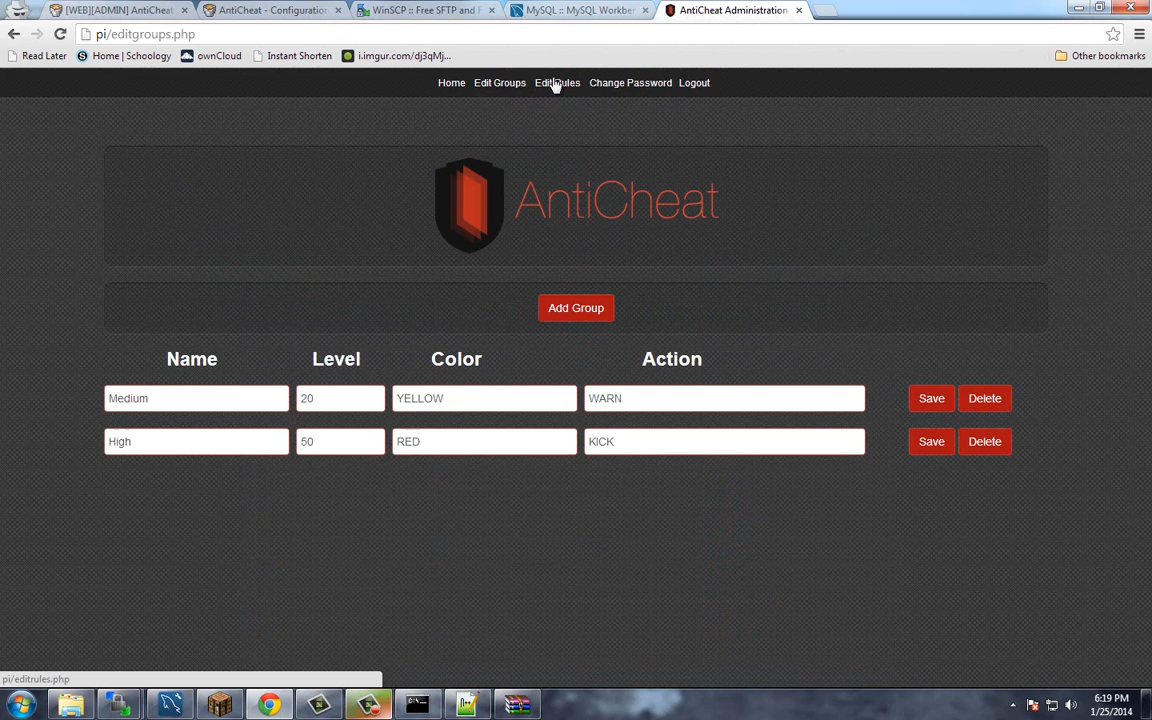 [WEB][ADMIN] AntiCheat
AntiCheat - Configuration
WinSCP :: Free SFTP and F
MySQL :: MySQL Workber
AntiCheat Administration
pi/editgroups.php
Read Later
Home | Schoology
ownCloud
Instant Shorten
i.imgur.com/dj3qMj...
Other bookmarks
Home
Edit Groups
Edit Rules
Change Password
Logout
AntiCheat
Add Group
Name Level Color Action
Medium 20 YELLOW WARN Save Delete
High 50 RED KICK Save Delete
pi/editrules.php
6:19 PM
1/25/2014